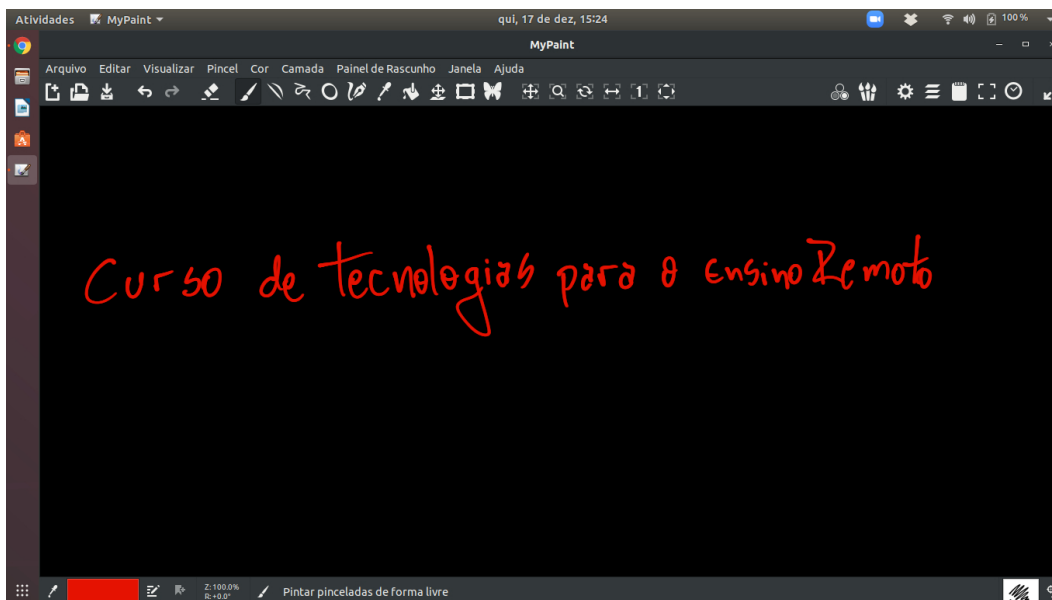 Atividades MyPaint qui, 17 de dez, 15:24 100 %
MyPaint
Arquivo Editar Visualizar Pincel Cor Camada Painel de Rascunho Janela Ajuda
Curso de tecnologias para o Ensino Remoto
Z:100.0%
R:+0.0°
Pintar pinceladas de forma livre